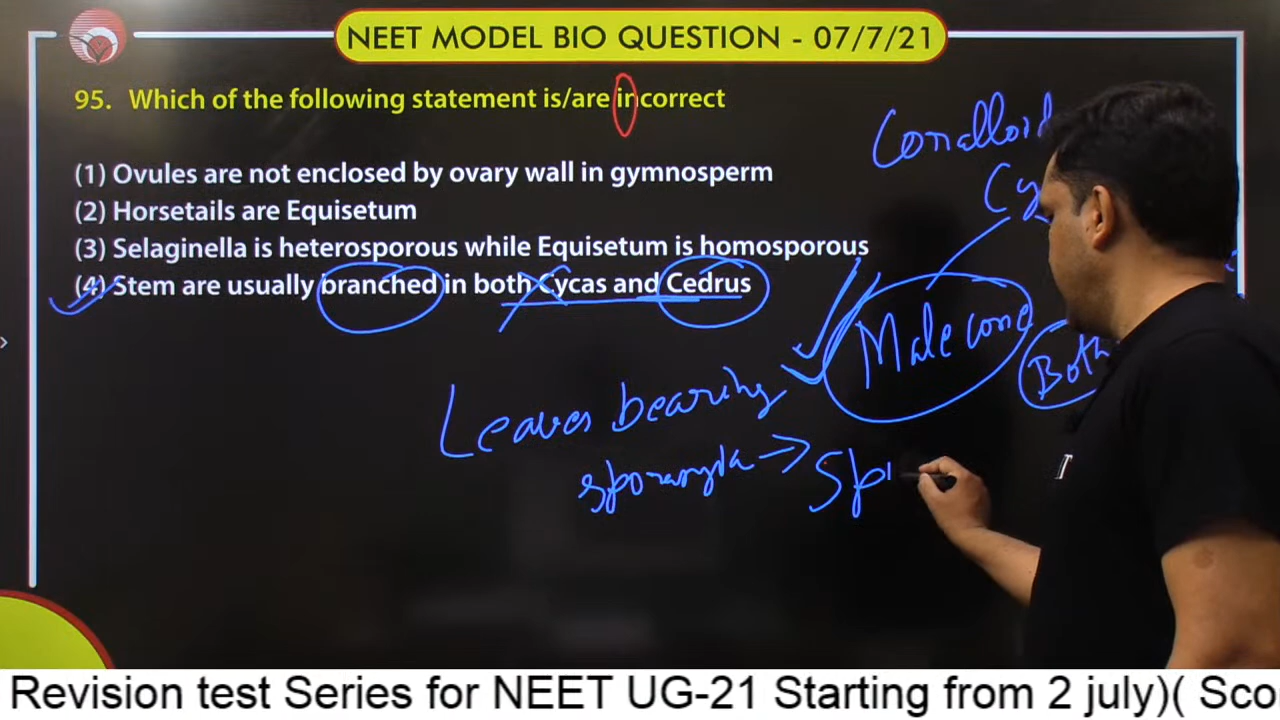 NEET MODEL BIO QUESTION - 07/7/21
95. Which of the following statement is/are incorrect
(1) Ovules are not enclosed by ovary wall in gymnosperm
(2) Horsetails are Equisetum
(3) Selaginella is heterosporous while Equisetum is homosporous
(4) Stem are usually branched in both Cycas and Cedrus
Conalloid
Cy
Male cone
Both
Leaves bearing
sporangia → Sp
Revision test Series for NEET UG-21 Starting from 2 july)( Sco